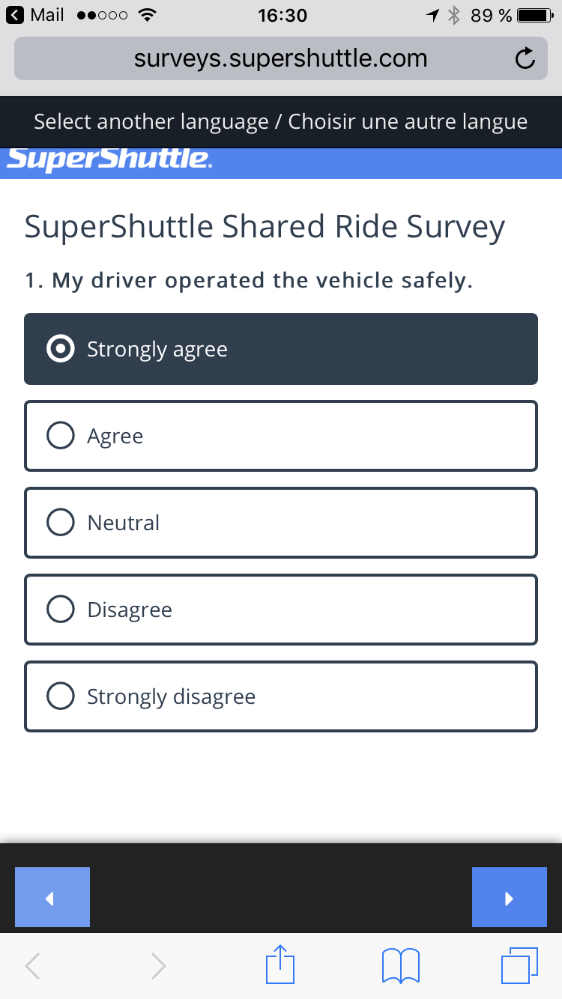 Mail 16:30 89 %
surveys.supershuttle.com
Select another language / Choisir une autre langue
SuperShuttle.
SuperShuttle Shared Ride Survey
1. My driver operated the vehicle safely.
Strongly agree
Agree
Neutral
Disagree
Strongly disagree